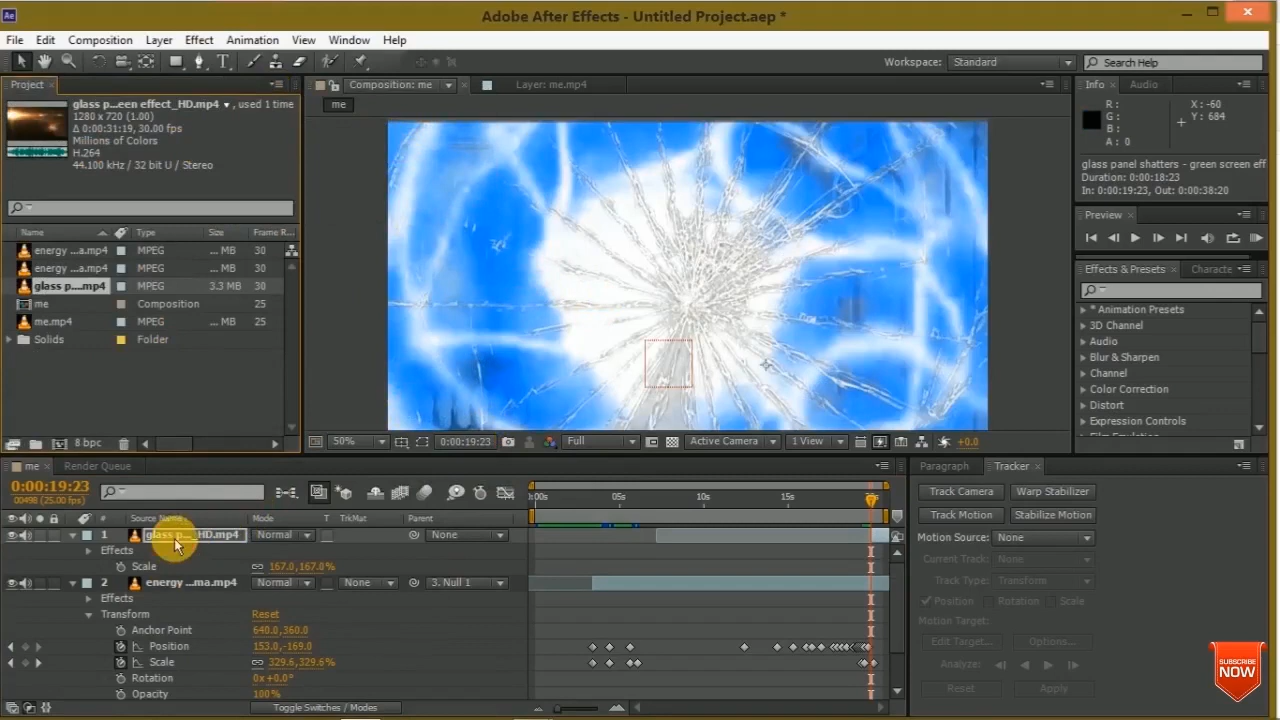 Ae
Adobe After Effects - Untitled Project.aep *
File Edit Composition Layer Effect Animation View Window Help
T
Workspace: Standard
Search Help
Project
glass p...een effect_HD.mp4 , used 1 time
1280 x 720 (1.00)
Δ 0:00:31:19, 30.00 fps
Millions of Colors
H.264
44.100 kHz / 32 bit U / Stereo
Name Type Size Frame R...
energy ...a.mp4 MPEG ... MB 30
energy ...a.mp4 MPEG ... MB 30
glass p....mp4 MPEG 3.3 MB 30
me Composition 25
me.mp4 MPEG ... MB 25
Solids Folder
8 bpc
Composition: me
Layer: me.mp4
me
50% 0:00:19:23 Full Active Camera 1 View +0.0
Info Audio
R :
G :
B :
A : 0
X : -60
Y : 684
glass panel shatters - green screen eff
Duration: 0:00:18:23
In: 0:00:19:23, Out: 0:00:38:20
Preview
Effects & Presets Characte
* Animation Presets
3D Channel
Audio
Blur & Sharpen
Channel
Color Correction
Distort
Expression Controls
me Render Queue
0:00:19:23
00498 (25.00 fps)
# Source Name Mode T TrkMat Parent
1 glass p..._HD.mp4 Normal None
Effects
Scale 167.0,167.0%
2 energy ...ma.mp4 Normal None 3. Null 1
Effects
Transform Reset
Anchor Point 640.0,360.0
Position 153.0,-169.0
Scale 329.6,329.6%
Rotation 0x+0.0°
Opacity 100%
Toggle Switches / Modes
:00s 05s 10s 15s
Paragraph Tracker
Track Camera Warp Stabilizer
Track Motion Stabilize Motion
Motion Source: None
Current Track: None
Track Type: Transform
Position Rotation Scale
Motion Target:
Edit Target... Options...
Analyze:
Reset Apply
SUBSCRIBE
NOW